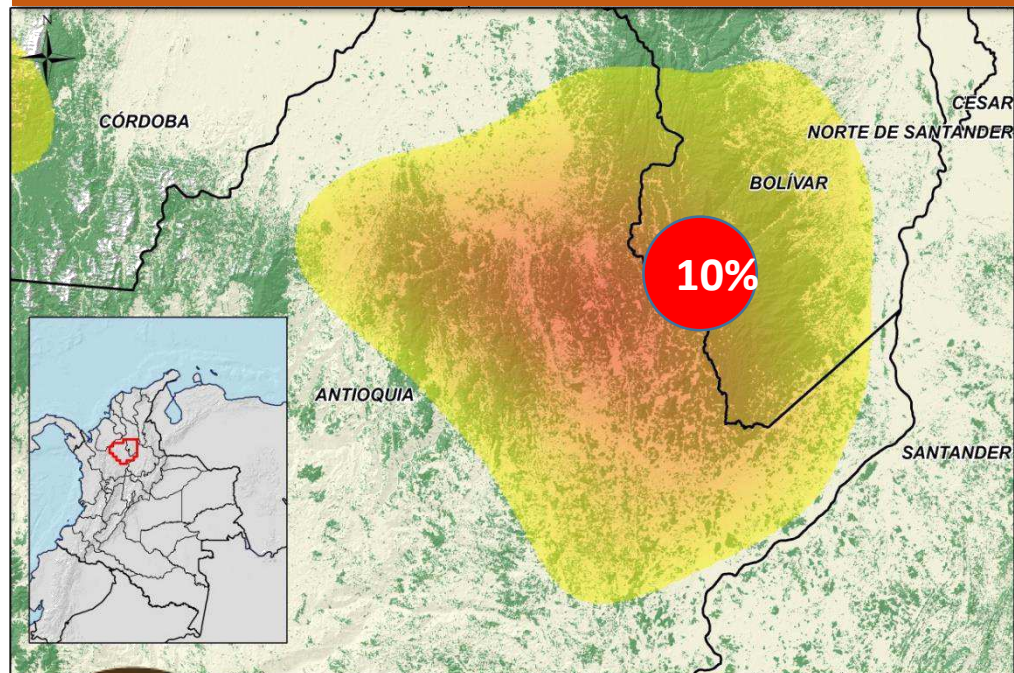 N
CÓRDOBA
CESAR
NORTE DE SANTANDER
BOLÍVAR
10%
ANTIOQUIA
SANTANDER